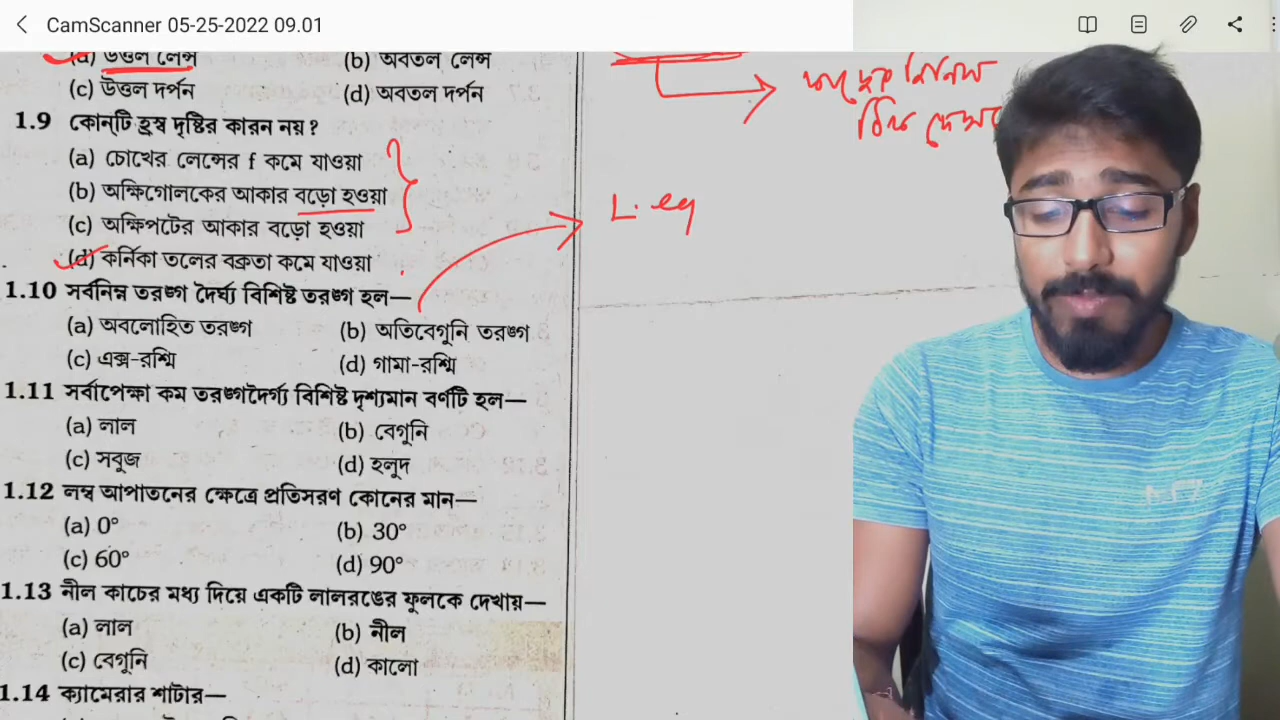 CamScanner 05-25-2022 09.01
(a) উত্তল লেন্স (b) অবতল লেন্স
(c) উত্তল দর্পন (d) অবতল দর্পন
1.9 কোন্‌টি হ্রস্ব দৃষ্টির কারন নয় ?
(a) চোখের লেন্সের f কমে যাওয়া
(b) অক্ষিগোলকের আকার বড়ো হওয়া
(c) অক্ষিপটের আকার বড়ো হওয়া
(d) কর্নিকা তলের বক্রতা কমে যাওয়া
1.10 সর্বনিম্ন তরঙ্গ দৈর্ঘ্য বিশিষ্ট তরঙ্গ হল—
(a) অবলোহিত তরঙ্গ (b) অতিবেগুনি তরঙ্গ
(c) এক্স-রশ্মি (d) গামা-রশ্মি
1.11 সর্বাপেক্ষা কম তরঙ্গদৈর্গ্য বিশিষ্ট দৃশ্যমান বর্ণটি হল—
(a) লাল (b) বেগুনি
(c) সবুজ (d) হলুদ
1.12 লম্ব আপাতনের ক্ষেত্রে প্রতিসরণ কোনের মান—
(a) 0° (b) 30°
(c) 60° (d) 90°
1.13 নীল কাচের মধ্য দিয়ে একটি লালরঙের ফুলকে দেখায়—
(a) লাল (b) নীল
(c) বেগুনি (d) কালো
1.14 ক্যামেরার শাটার—